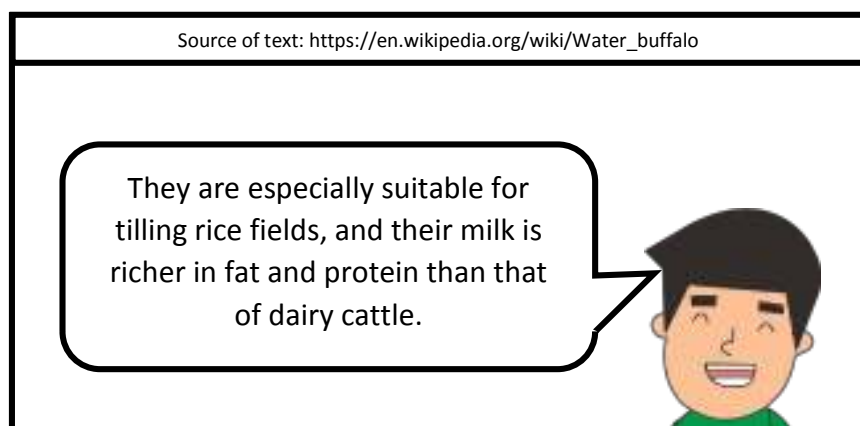 Source of text: https://en.wikipedia.org/wiki/Water_buffalo
They are especially suitable for
tilling rice fields, and their milk is
richer in fat and protein than that
of dairy cattle.